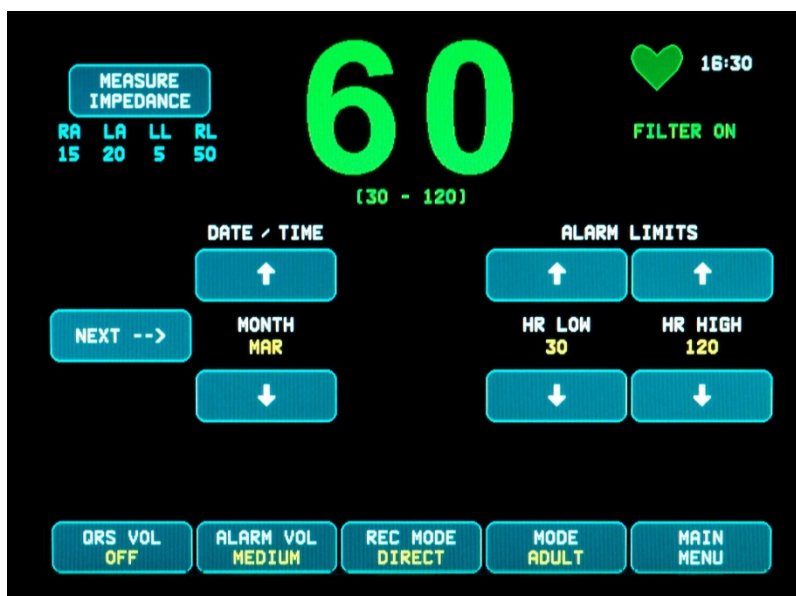 60
16:30
MEASURE
IMPEDANCE
RA LA LL RL
15 20 5 50
FILTER ON
(30 - 120)
DATE / TIME
ALARM LIMITS
NEXT -->
MONTH
MAR
HR LOW
30
HR HIGH
120
QRS VOL
OFF
ALARM VOL
MEDIUM
REC MODE
DIRECT
MODE
ADULT
MAIN
MENU